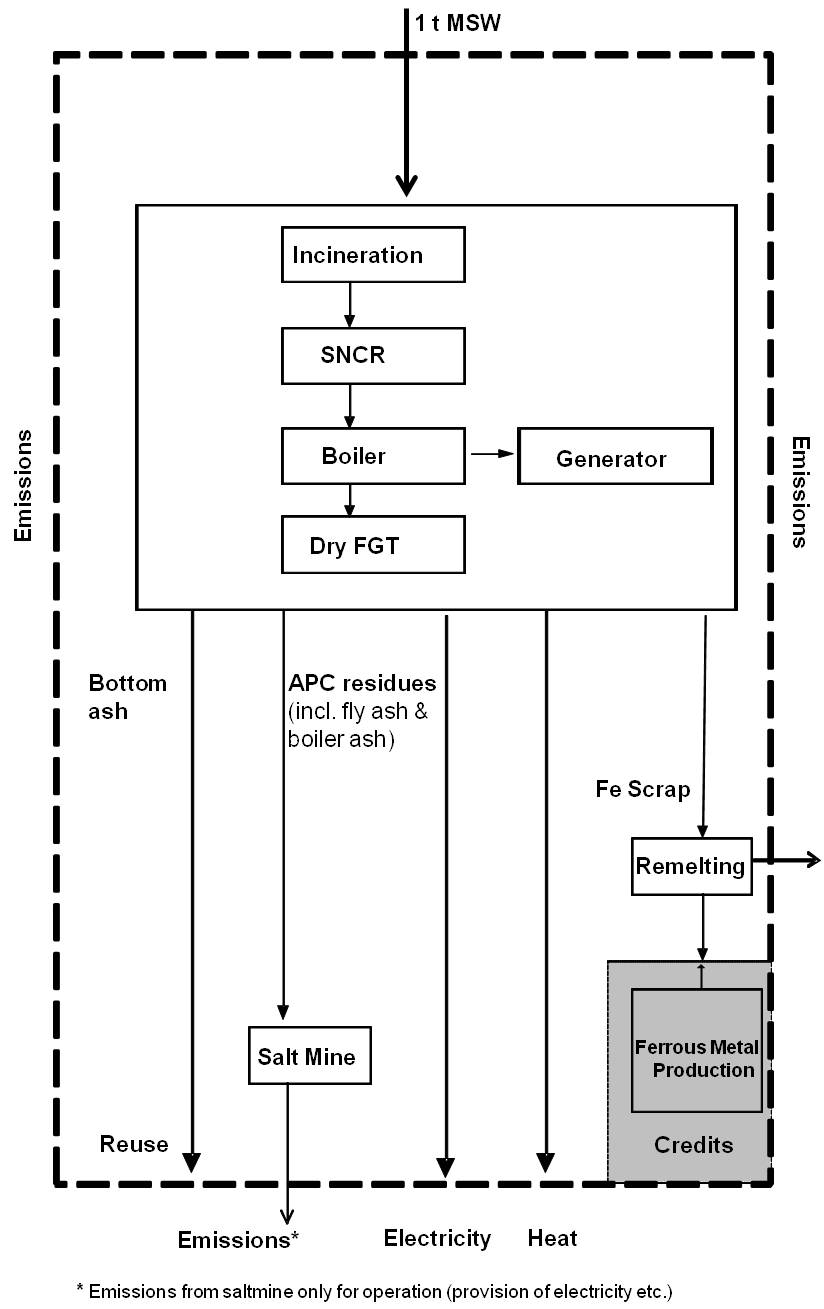 1 t MSW
Incineration
SNCR
Boiler
Generator
Dry FGT
Emissions
Emissions
Bottom
ash
APC residues
(incl. fly ash &
boiler ash)
Fe Scrap
Remelting
Salt Mine
Ferrous Metal
Production
Credits
Reuse
Emissions*
Electricity
Heat
* Emissions from saltmine only for operation (provision of electricity etc.)